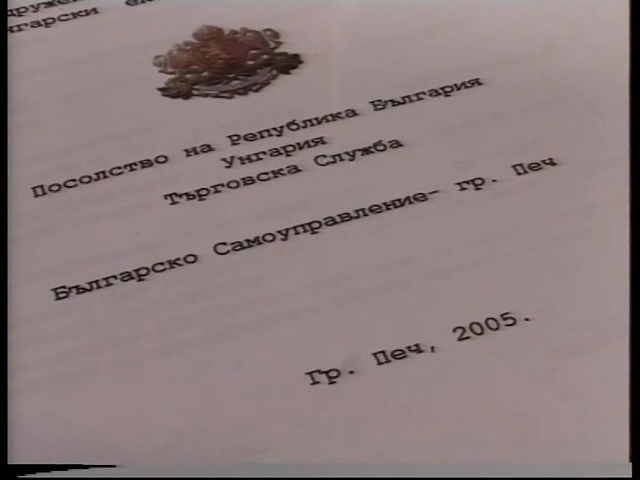 Посолство на Република България
Унгария
Търговска Служба
Българско Самоуправление- гр. Печ
Гр. Печ, 2005.